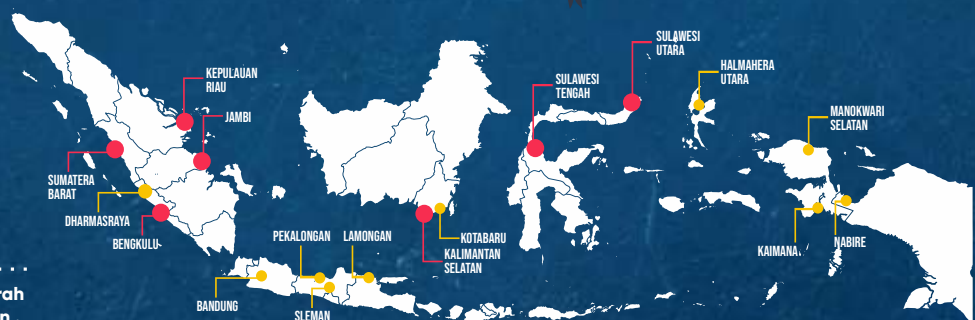 SULAWESI
UTARA
HALMAHERA
UTARA
KEPULAUAN
RIAU
SULAWESI
TENGAH
JAMBI
MANOKWARI
SELATAN
SUMATERA
BARAT
DHARMASRAYA
BENGKULU
PEKALONGAN
LAMONGAN
KOTABARU
KALIMANTAN
SELATAN
KAIMANA
NABIRE
BANDUNG
SLEMAN
rah